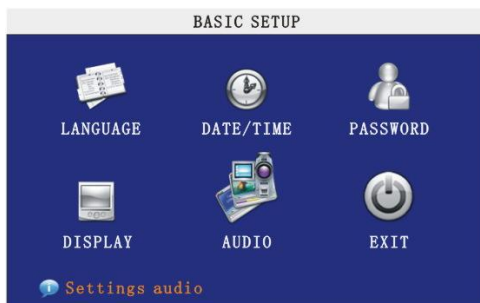 BASIC SETUP
LANGUAGE DATE/TIME PASSWORD
DISPLAY AUDIO EXIT
Settings audio